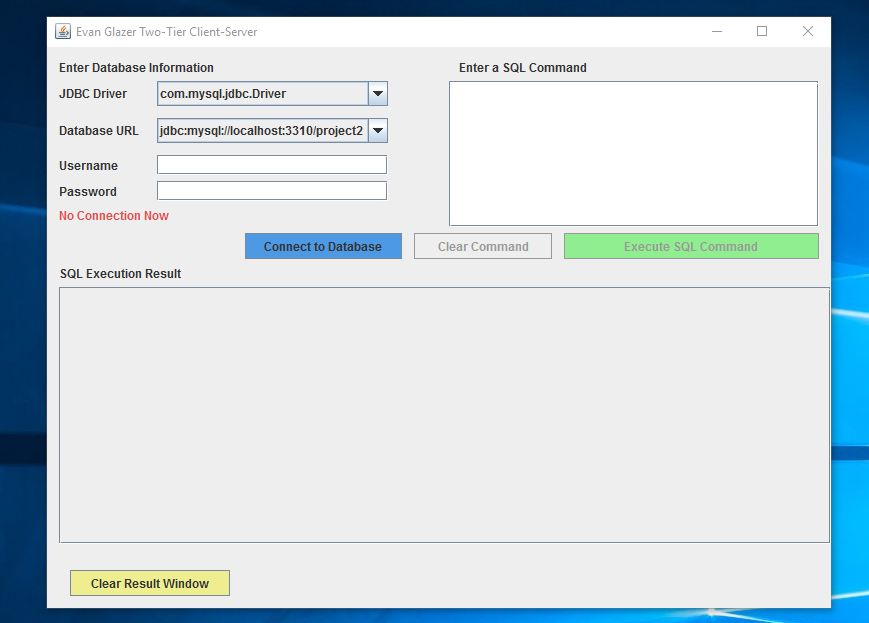 Evan Glazer Two-Tier Client-Server
Enter Database Information
JDBC Driver com.mysql.jdbc.Driver
Database URL jdbc:mysql://localhost:3310/project2
Username
Password
No Connection Now
Enter a SQL Command
Connect to Database
Clear Command
Execute SQL Command
SQL Execution Result
Clear Result Window